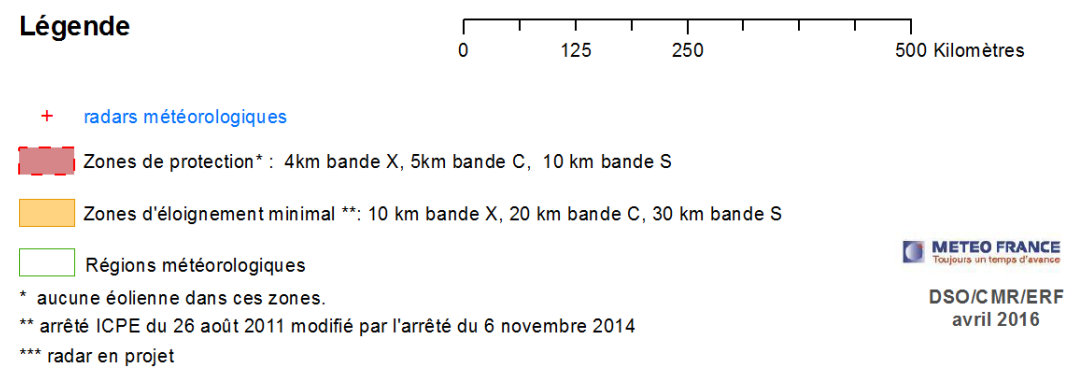 Légende
0 125 250 500 Kilomètres
+ radars météorologiques
Zones de protection* : 4km bande X, 5km bande C, 10 km bande S
Zones d'éloignement minimal **: 10 km bande X, 20 km bande C, 30 km bande S
Régions météorologiques
METEO FRANCE
Toujours un temps d'avance
* aucune éolienne dans ces zones.
DSO/CMR/ERF
** arrêté ICPE du 26 août 2011 modifié par l'arrêté du 6 novembre 2014
avril 2016
*** radar en projet